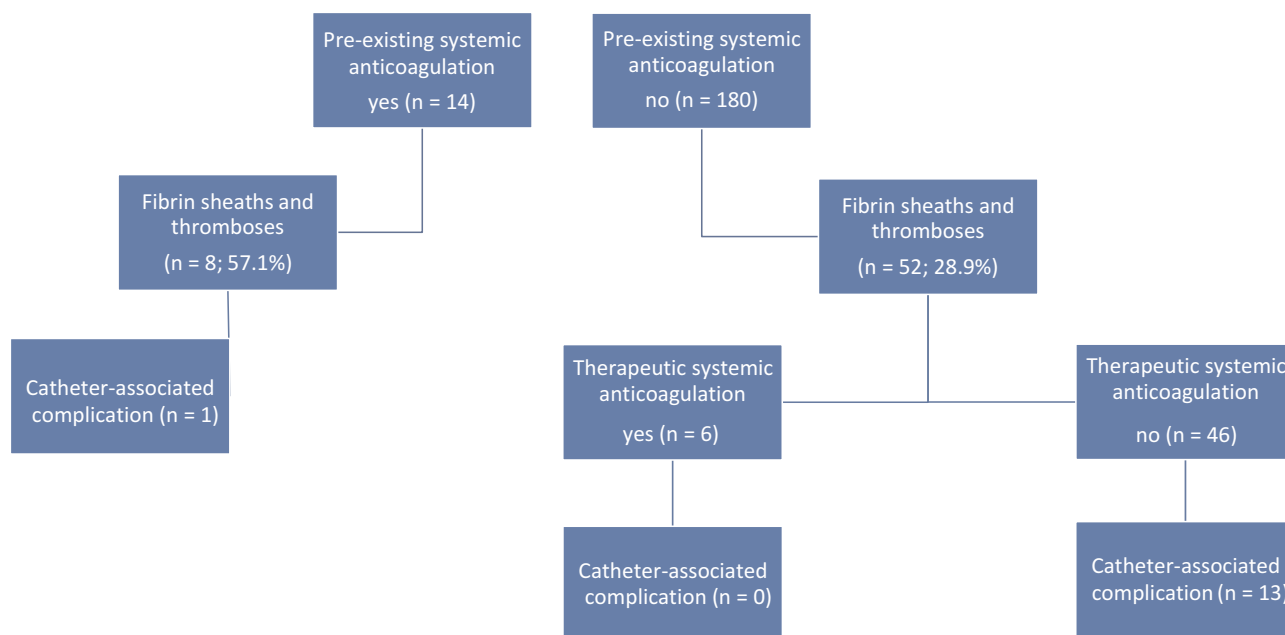 Pre-existing systemic
anticoagulation
yes (n = 14)
Pre-existing systemic
anticoagulation
no (n = 180)
Fibrin sheaths and
thromboses
(n = 8; 57.1%)
Fibrin sheaths and
thromboses
(n = 52; 28.9%)
Catheter-associated
complication (n = 1)
Therapeutic systemic
anticoagulation
yes (n = 6)
Therapeutic systemic
anticoagulation
no (n = 46)
Catheter-associated
complication (n = 0)
Catheter-associated
complication (n = 13)